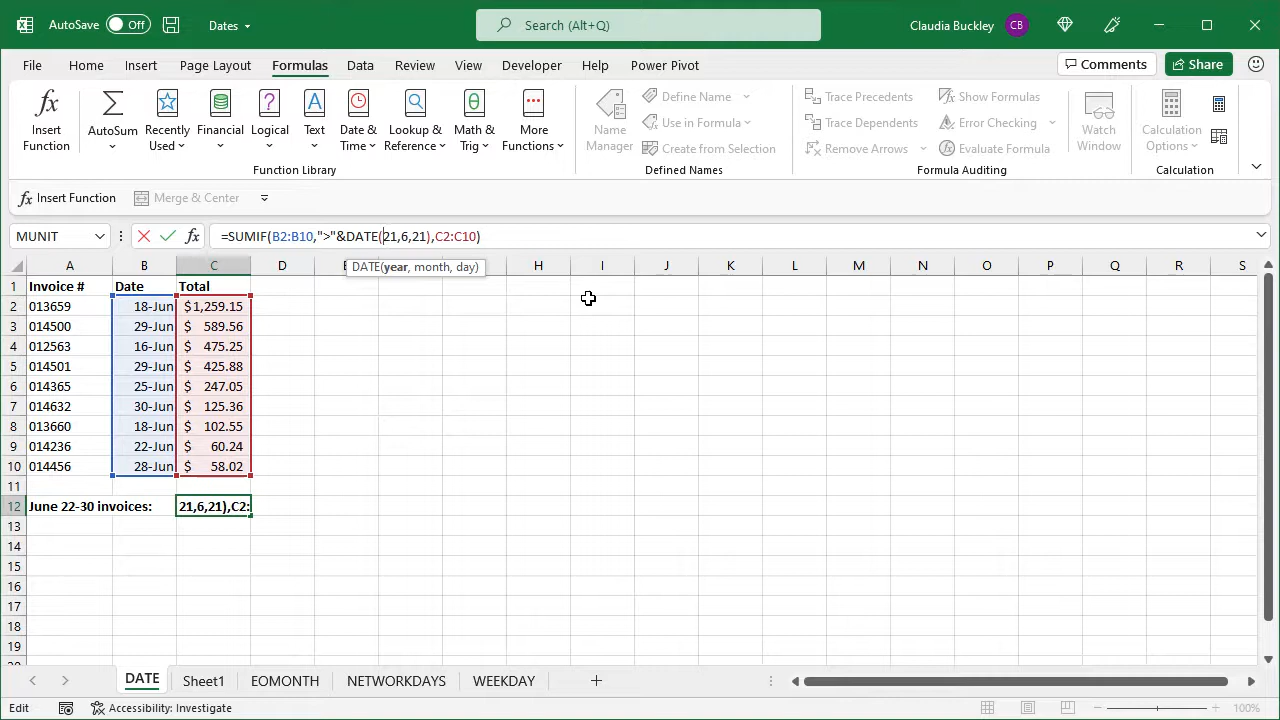 AutoSave Off Dates Search (Alt+Q) Claudia Buckley CB
File Home Insert Page Layout Formulas Data Review View Developer Help Power Pivot Comments Share
Insert Function
AutoSum
Recently Used
Financial
Logical
Text
Date & Time
Lookup & Reference
Math & Trig
More Functions
Function Library
Name Manager
Define Name
Use in Formula
Create from Selection
Defined Names
Trace Precedents
Trace Dependents
Remove Arrows
Show Formulas
Error Checking
Evaluate Formula
Formula Auditing
Watch Window
Calculation Options
Calculation
fx Insert Function Merge & Center
MUNIT fx =SUMIF(B2:B10,">"&DATE(21,6,21),C2:C10)
DATE(year, month, day)
A B C D E H I J K L M N O P Q R S
1 Invoice # Date Total
2 013659 18-Jun $1,259.15
3 014500 29-Jun $ 589.56
4 012563 16-Jun $ 475.25
5 014501 29-Jun $ 425.88
6 014365 25-Jun $ 247.05
7 014632 30-Jun $ 125.36
8 013660 18-Jun $ 102.55
9 014236 22-Jun $ 60.24
10 014456 28-Jun $ 58.02
11
12 June 22-30 invoices: 21,6,21),C2:
13
14
15
16
17
18
19
DATE Sheet1 EOMONTH NETWORKDAYS WEEKDAY
Edit Accessibility: Investigate 100%